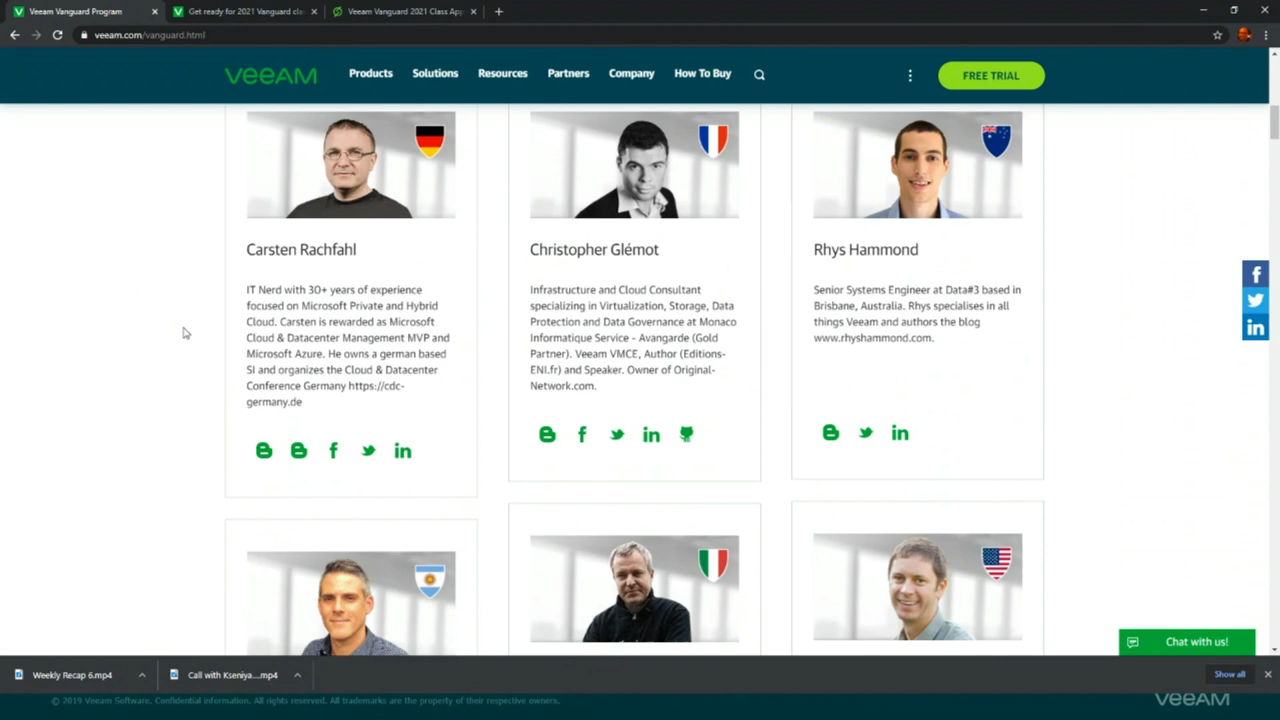 Veeam Vanguard Program
Get ready for 2021 Vanguard cla
Veeam Vanguard 2021 Class App
veeam.com/vanguard.html
VEEAM
Products
Solutions
Resources
Partners
Company
How To Buy
FREE TRIAL
Carsten Rachfahl
IT Nerd with 30+ years of experience
focused on Microsoft Private and Hybrid
Cloud. Carsten is rewarded as Microsoft
Cloud & Datacenter Management MVP and
Microsoft Azure. He owns a german based
SI and organizes the Cloud & Datacenter
Conference Germany https://cdc-
germany.de
Christopher Glémot
Infrastructure and Cloud Consultant
specializing in Virtualization, Storage, Data
Protection and Data Governance at Monaco
Informatique Service - Avangarde (Gold
Partner). Veeam VMCE, Author (Editions-
ENI.fr) and Speaker. Owner of Original-
Network.com.
Rhys Hammond
Senior Systems Engineer at Data#3 based in
Brisbane, Australia. Rhys specialises in all
things Veeam and authors the blog
www.rhyshammond.com.
Chat with us!
Weekly Recap 6.mp4
Call with Kseniya....mp4
Show all
© 2019 Veeam Software. Confidential information. All rights reserved. All trademarks are the property of their respective owners.
VEEAM